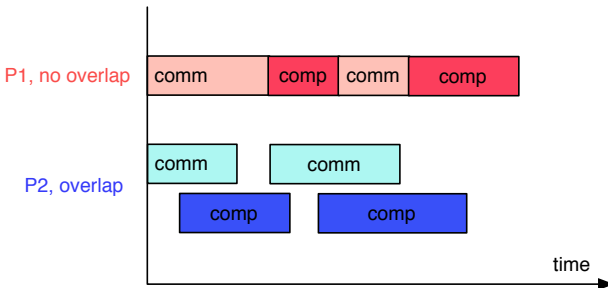 P1, no overlap
comm comp comm comp
comm comm
P2, overlap
comp comp
time